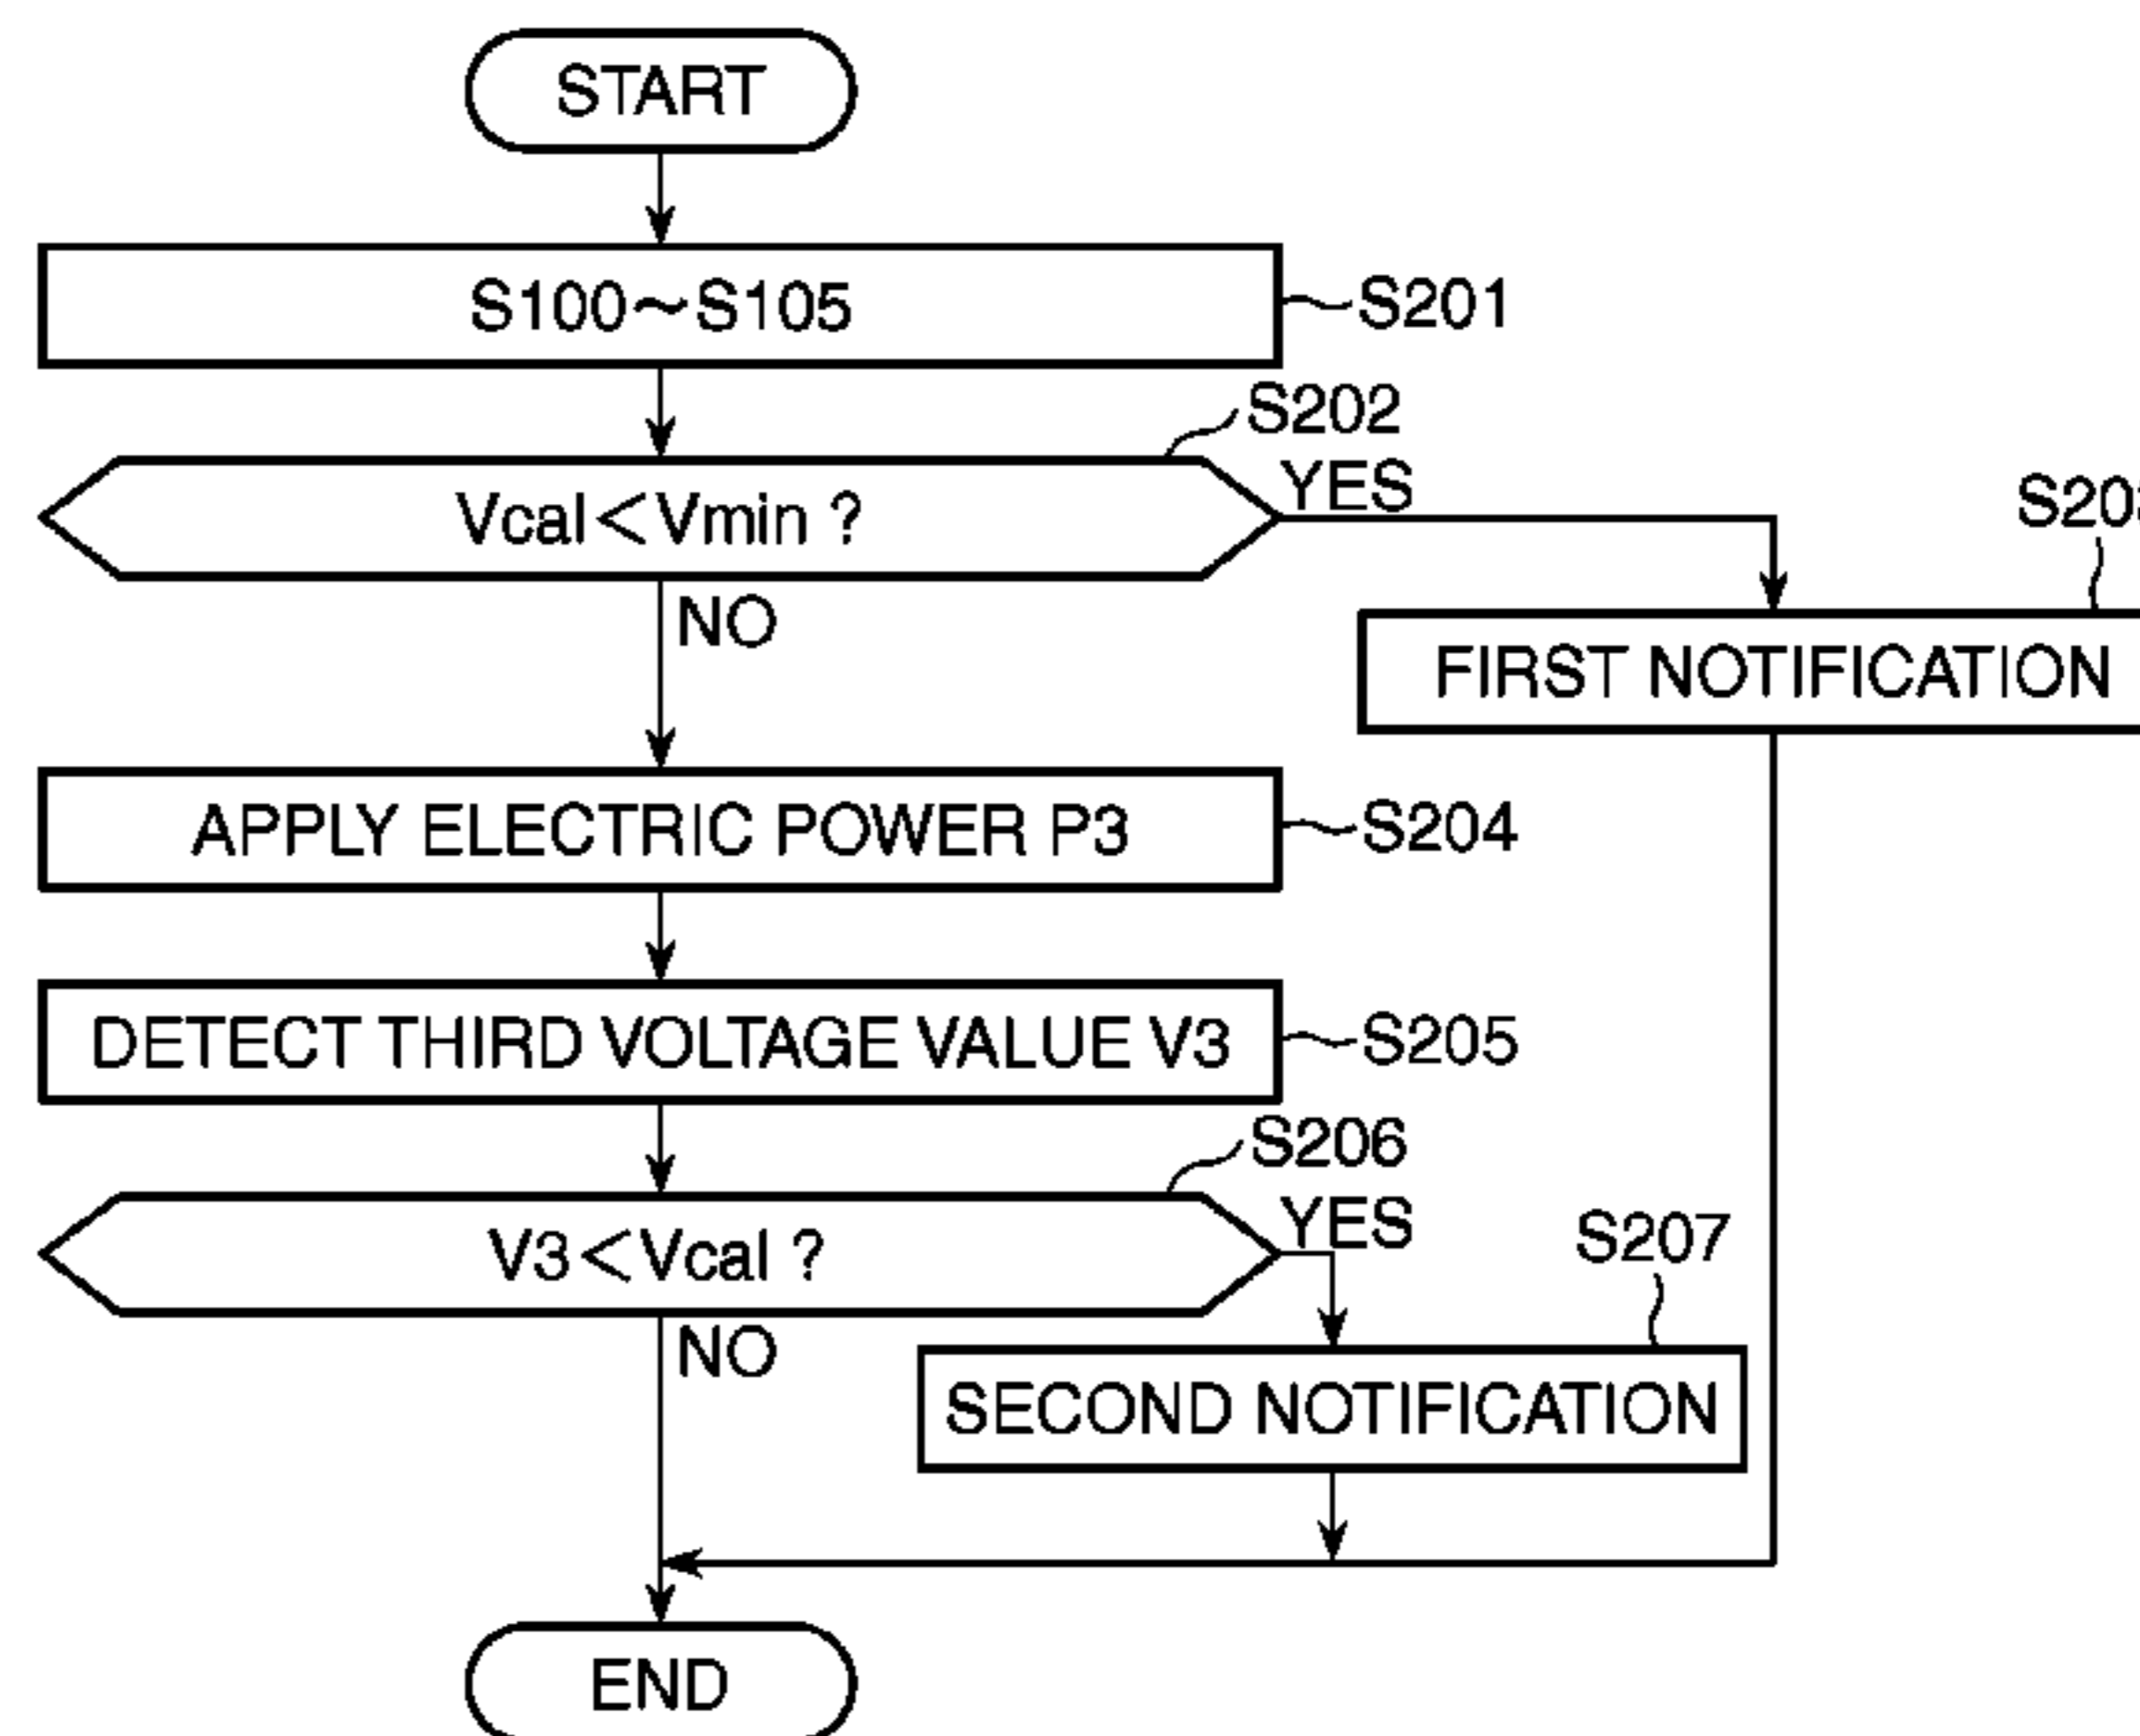 START
S100~S105
S201
S202
Vcal<Vmin ?
YES
NO
FIRST NOTIFICATION
APPLY ELECTRIC POWER P3
S204
DETECT THIRD VOLTAGE VALUE V3
S205
S206
V3<Vcal ?
YES
NO
S207
SECOND NOTIFICATION
END